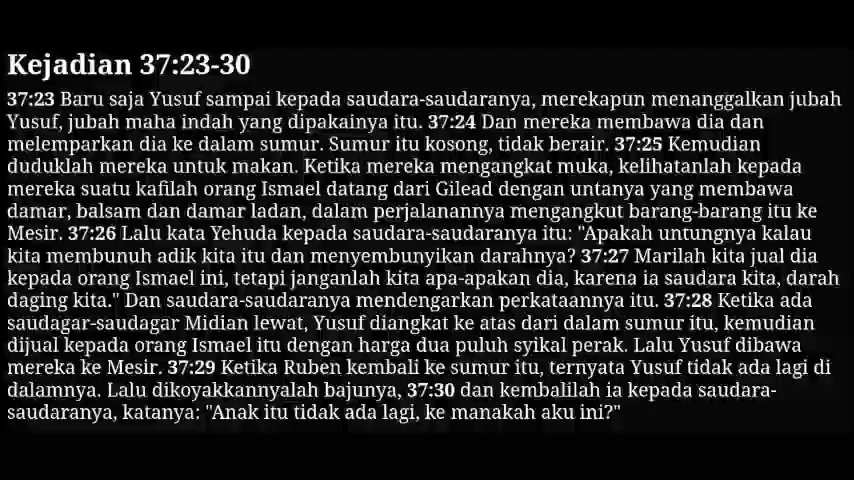 Kejadian 37:23-30
37:23 Baru saja Yusuf sampai kepada saudara-saudaranya, merekapun menanggalkan jubah
Yusuf, jubah maha indah yang dipakainya itu. 37:24 Dan mereka membawa dia dan
melemparkan dia ke dalam sumur. Sumur itu kosong, tidak berair. 37:25 Kemudian
duduklah mereka untuk makan. Ketika mereka mengangkat muka, kelihatanlah kepada
mereka suatu kafilah orang Ismael datang dari Gilead dengan untanya yang membawa
damar, balsam dan damar ladan, dalam perjalanannya mengangkut barang-barang itu ke
Mesir. 37:26 Lalu kata Yehuda kepada saudara-saudaranya itu: "Apakah untungnya kalau
kita membunuh adik kita itu dan menyembunyikan darahnya? 37:27 Marilah kita jual dia
kepada orang Ismael ini, tetapi janganlah kita apa-apakan dia, karena ia saudara kita, darah
daging kita." Dan saudara-saudaranya mendengarkan perkataannya itu. 37:28 Ketika ada
saudagar-saudagar Midian lewat, Yusuf diangkat ke atas dari dalam sumur itu, kemudian
dijual kepada orang Ismael itu dengan harga dua puluh syikal perak. Lalu Yusuf dibawa
mereka ke Mesir. 37:29 Ketika Ruben kembali ke sumur itu, ternyata Yusuf tidak ada lagi di
dalamnya. Lalu dikoyakkannyalah bajunya, 37:30 dan kembalilah ia kepada saudara-
saudaranya, katanya: "Anak itu tidak ada lagi, ke manakah aku ini?"